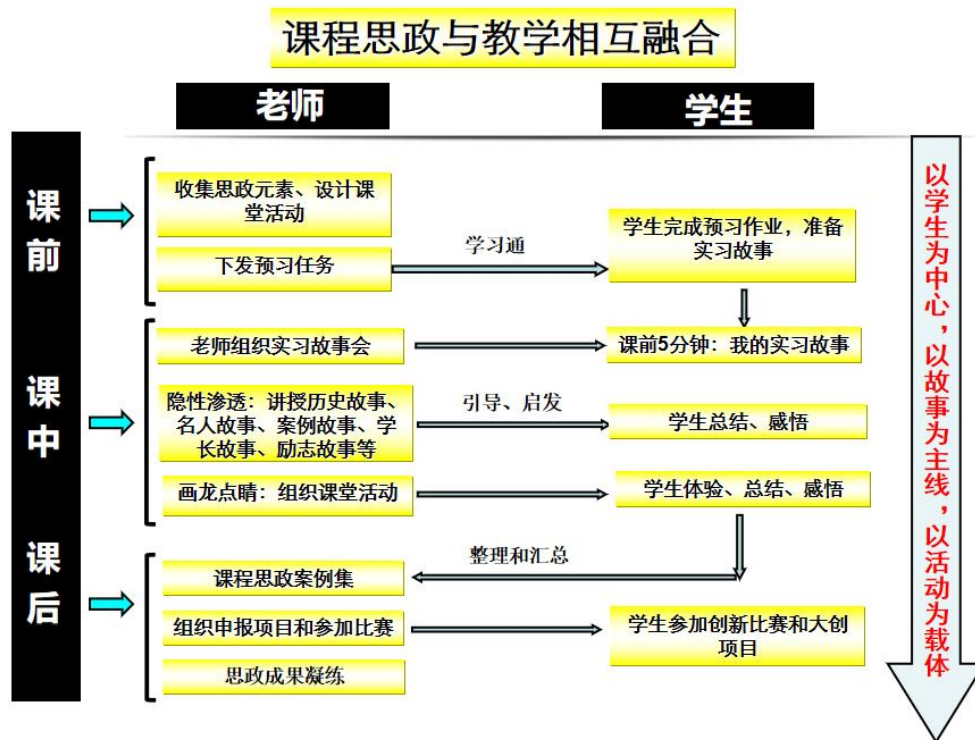 课程思政与教学相互融合
老师
学生
课前
收集思政元素、设计课
堂活动
下发预习任务
学习通
学生完成预习作业，准备
实习故事
课中
老师组织实习故事会
课前5分钟：我的实习故事
隐性渗透：讲授历史故事、
名人故事、案例故事、学
长故事、励志故事等
引导、启发
学生总结、感悟
画龙点睛：组织课堂活动
学生体验、总结、感悟
课后
整理和汇总
课程思政案例集
组织申报项目和参加比赛
学生参加创新比赛和大创
项目
思政成果凝练
以学生为中心，以故事为主线，以活动为载体